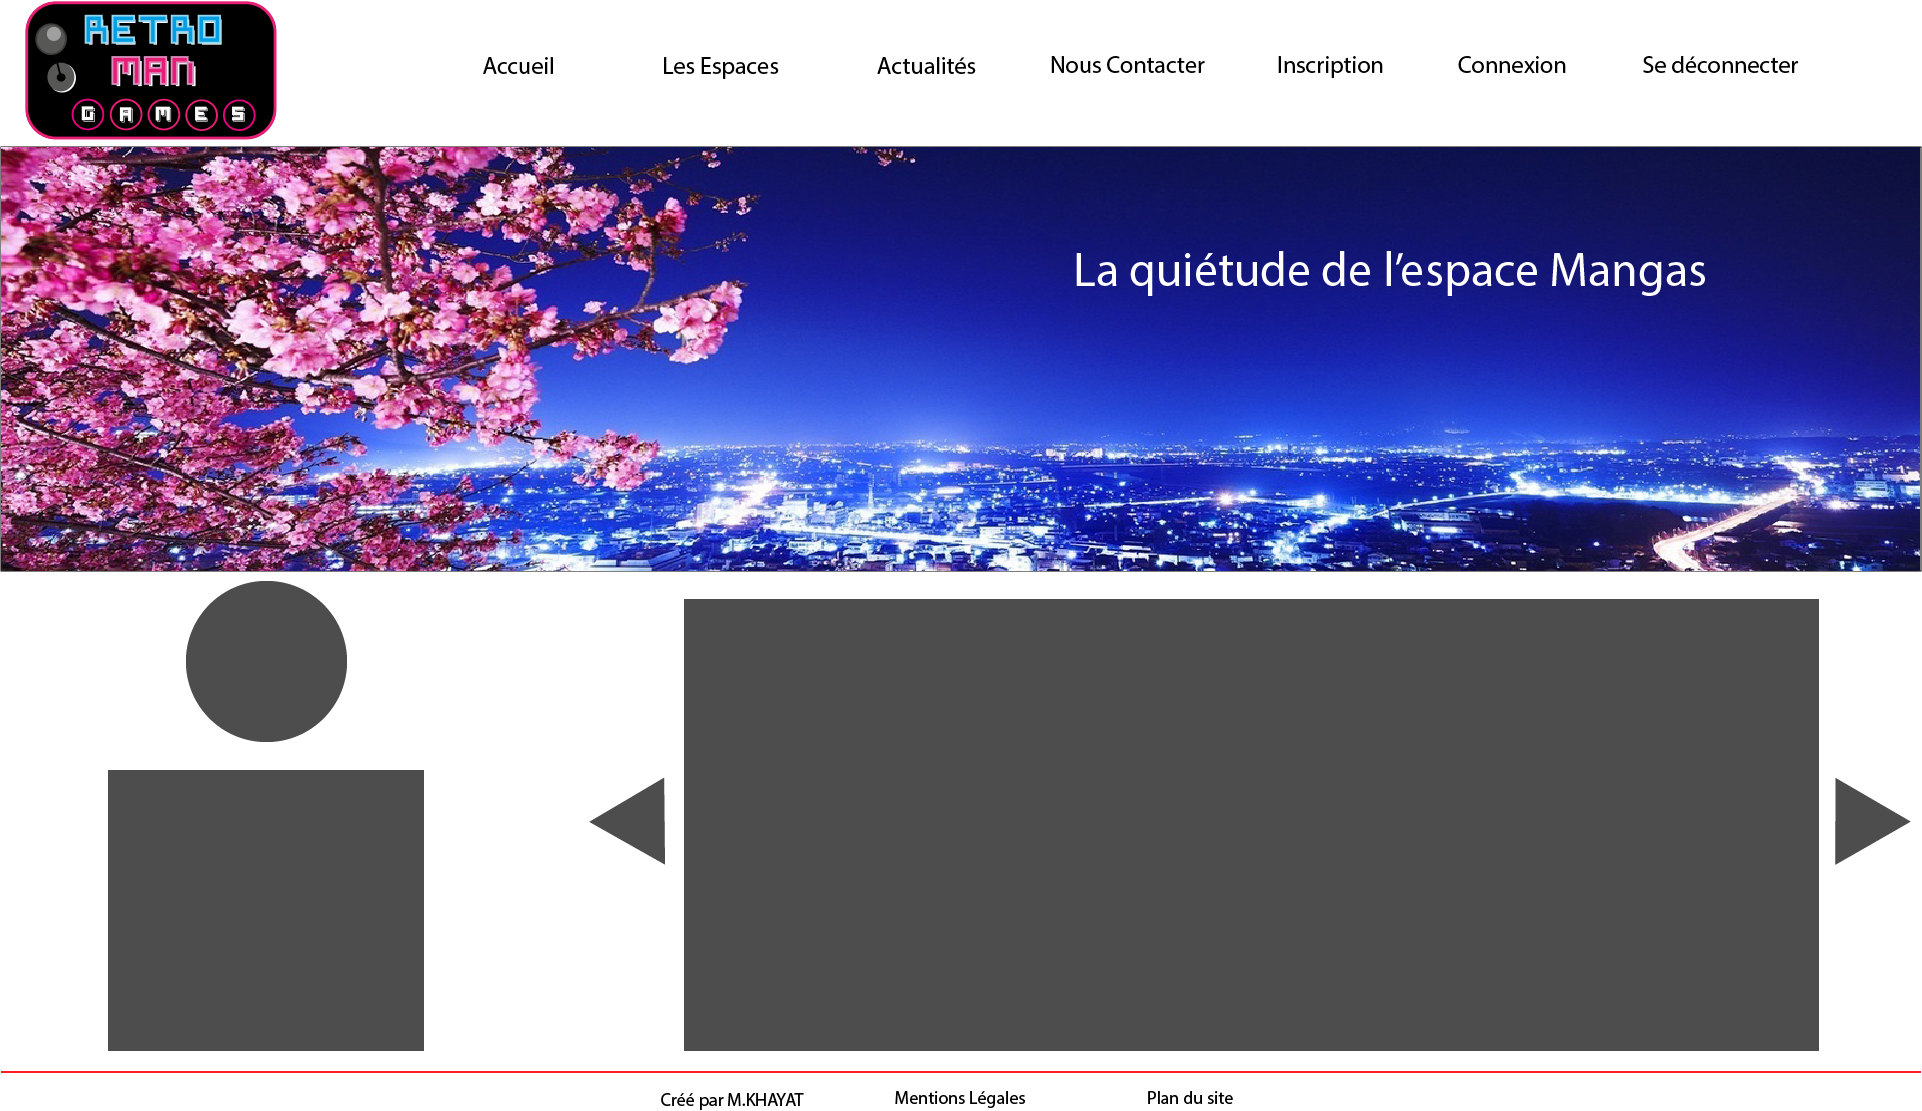 RETRO
MAN
GAMES
Accueil
Les Espaces
Actualités
Nous Contacter
Inscription
Connexion
Se déconnecter
La quiétude de l’espace Mangas
Créé par M.KHAYAT
Mentions Légales
Plan du site